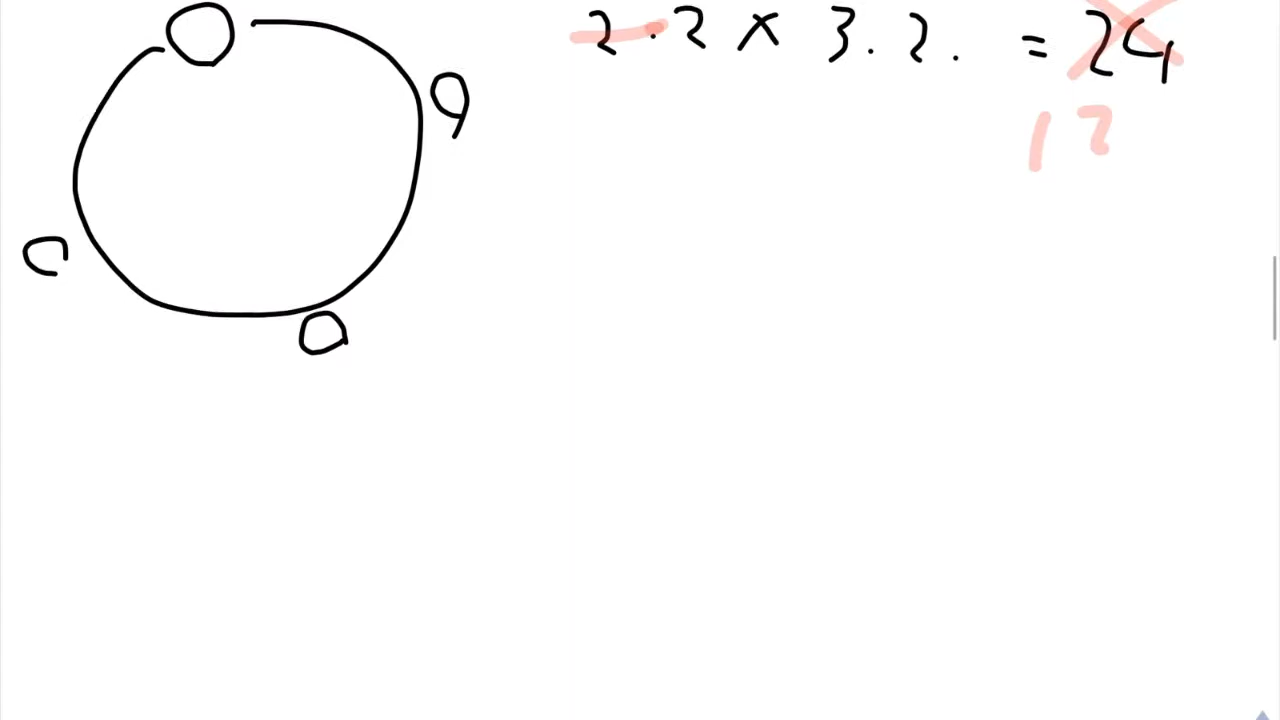 2 · 2 × 3 . 2 . = 24
12